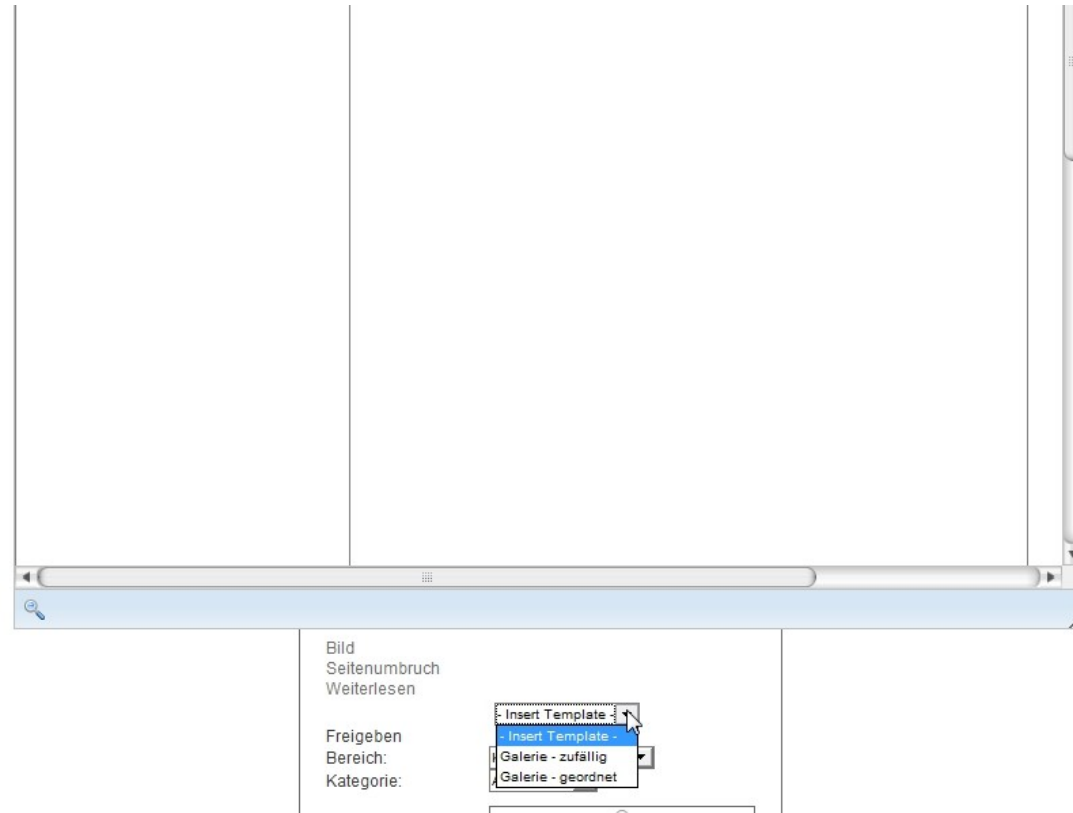 Bild
Seitenumbruch
Weiterlesen
- Insert Template -
Freigeben
- Insert Template -
Bereich:
Galerie - zufällig
Kategorie:
Galerie - geordnet